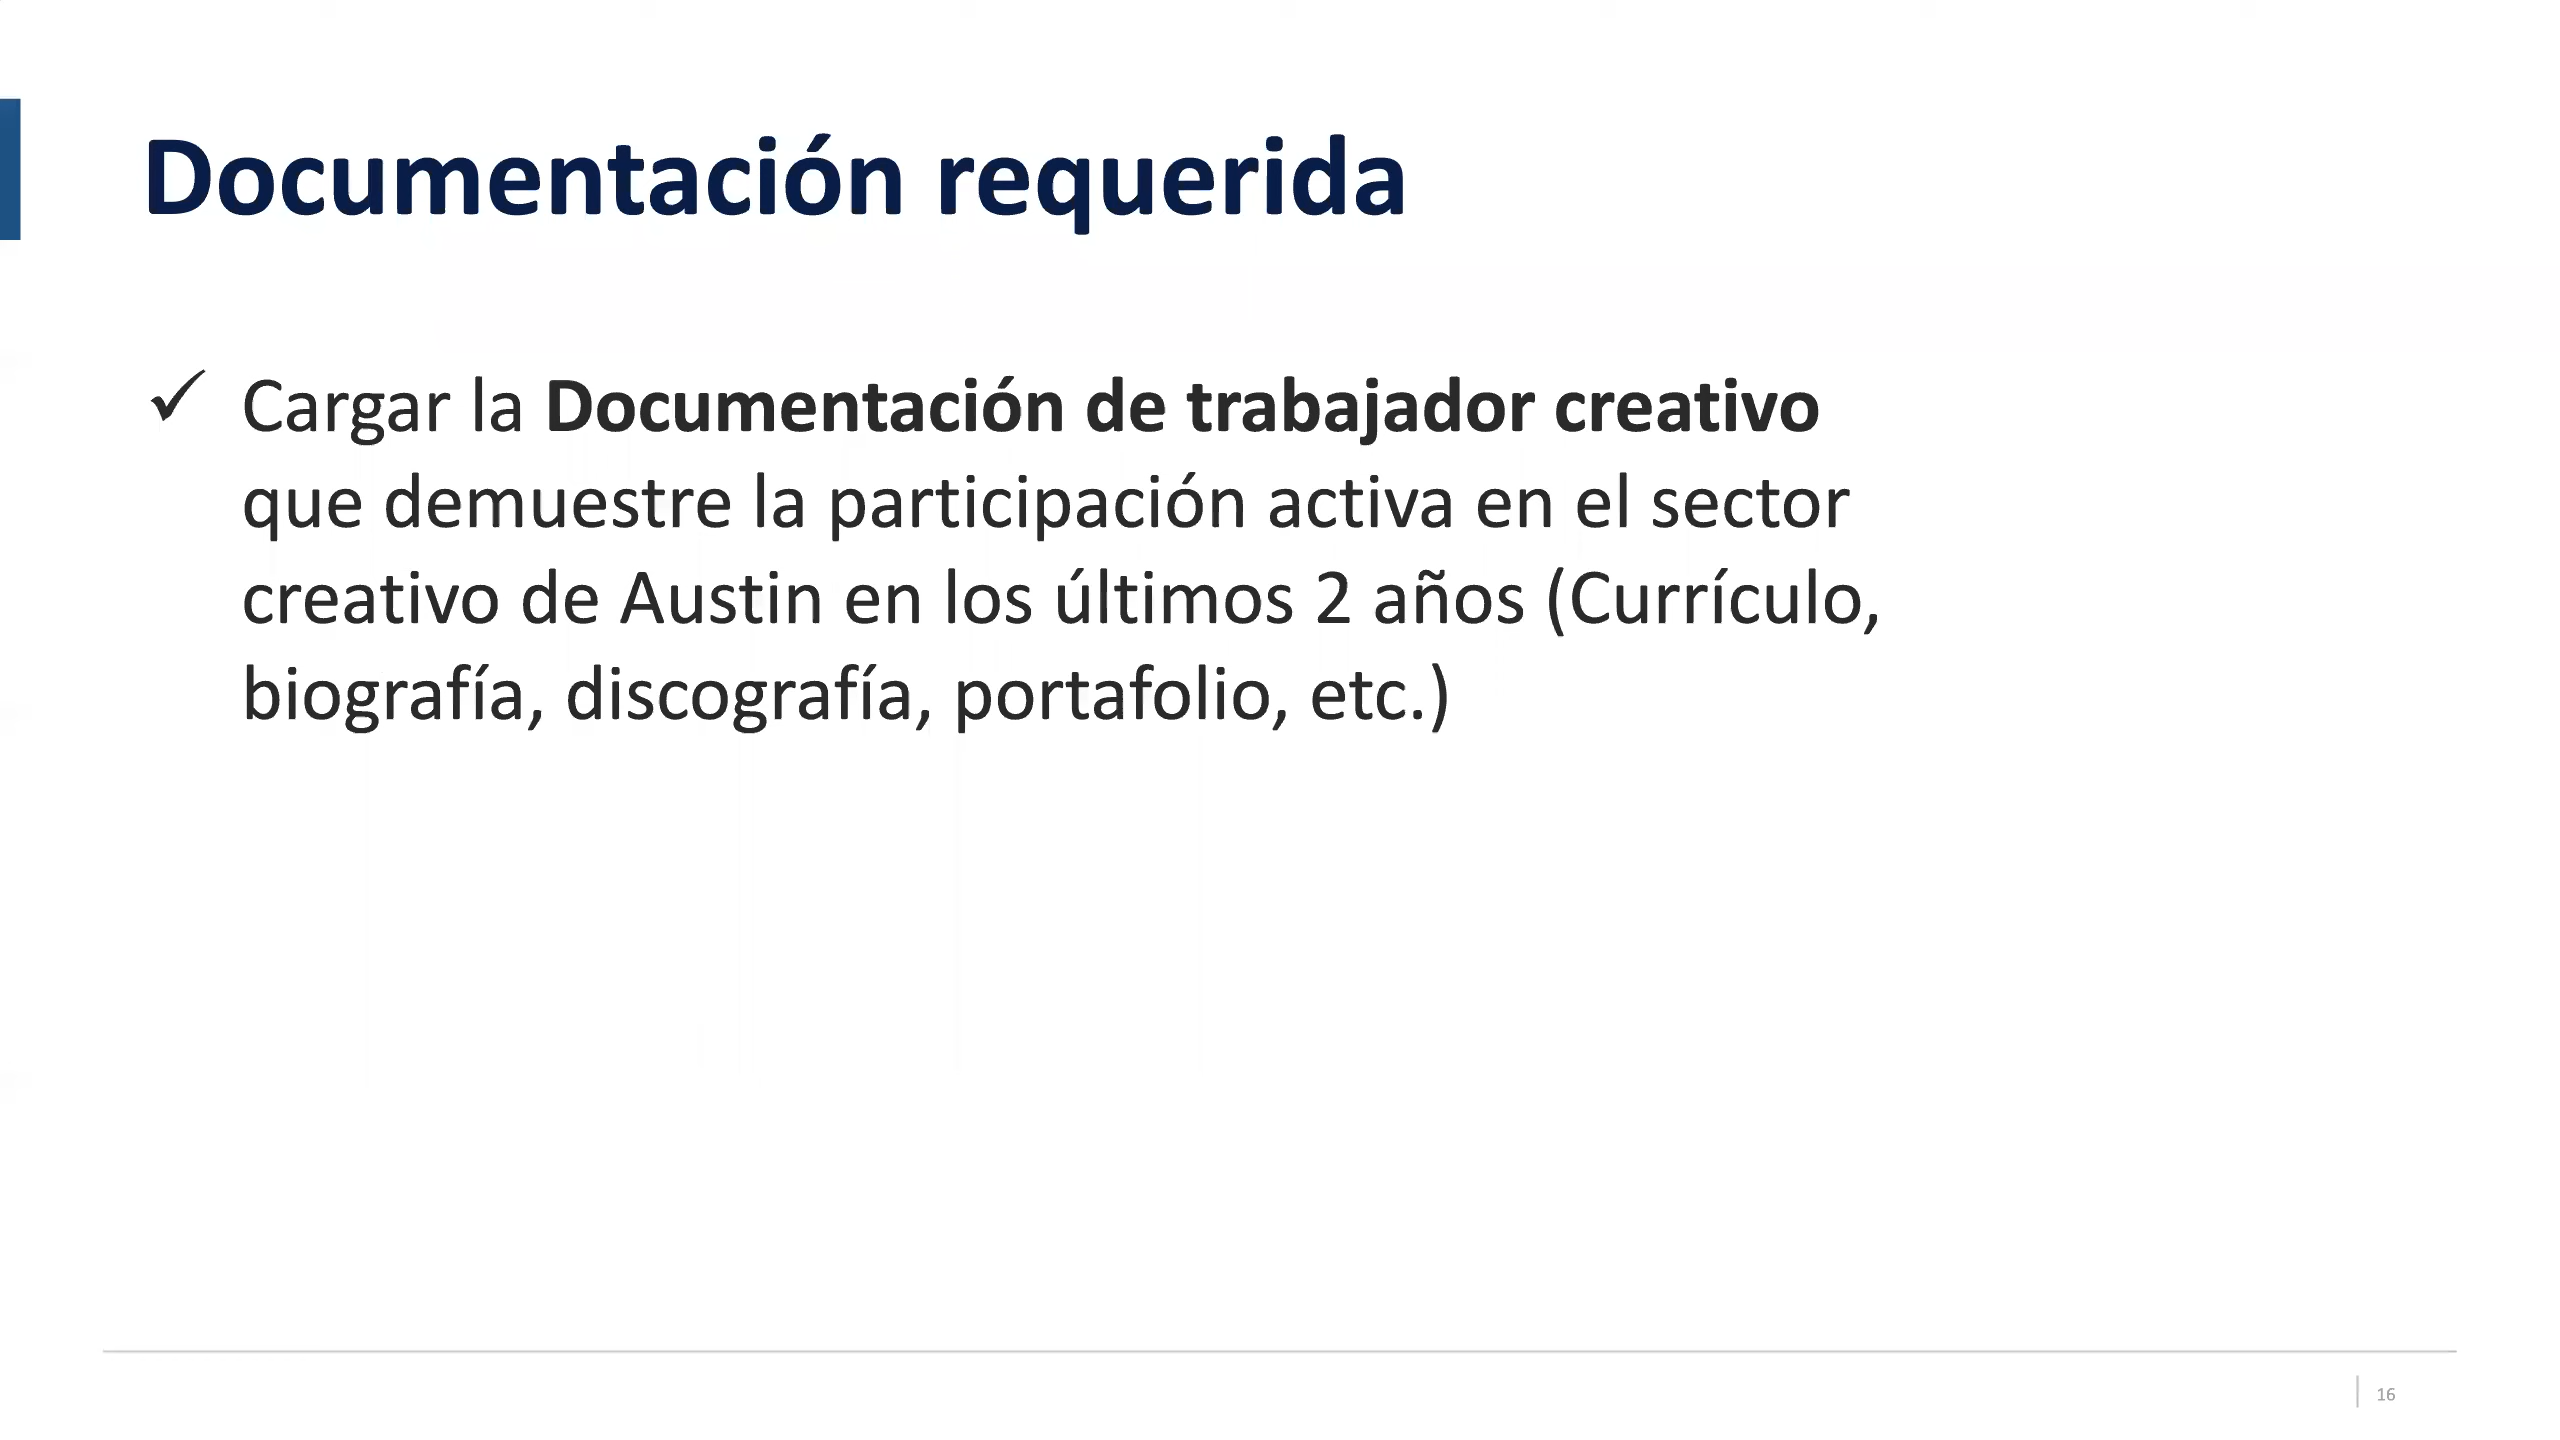 Documentación requerida
✓ Cargar la Documentación de trabajador creativo
que demuestre la participación activa en el sector
creativo de Austin en los últimos 2 años (Currículo,
biografía, discografía, portafolio, etc.)
16